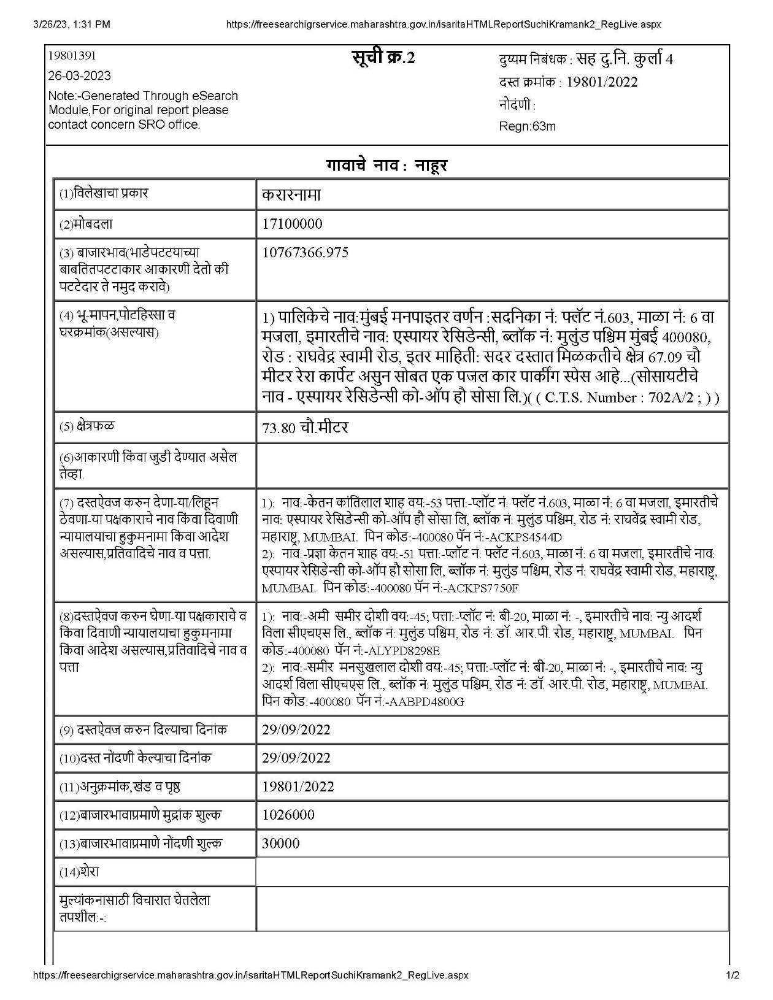 3/26/23, 1:31 PM
https://freesearchigrservice.maharashtra.gov.in/isaritaHTMLReportSuchiKramank2_RegLive.aspx
19801391
26-03-2023
Note:-Generated Through eSearch
Module,For original report please
contact concern SRO office.
सूची क्र.2
दुय्यम निबंधक : सह दु.नि. कुर्ला 4
दस्त क्रमांक : 19801/2022
नोदंणी :
Regn:63m
गावाचे नाव : नाहूर
(1)विलेखाचा प्रकार
करारनामा
(2)मोबदला
17100000
(3) बाजारभाव(भाडेपटटयाच्या
बाबतितपटटाकार आकारणी देतो की
पटटेदार ते नमुद करावे)
10767366.975
(4) भू-मापन,पोटहिस्सा व
घरक्रमांक(असल्यास)
1) पालिकेचे नाव:मुंबई मनपाइतर वर्णन :सदनिका नं: फ्लॅट नं.603, माळा नं: 6 वा
मजला, इमारतीचे नाव: एस्पायर रेसिडेन्सी, ब्लॉक नं: मुलुंड पश्चिम मुंबई 400080,
रोड : राघवेद्र स्वामी रोड, इतर माहिती: सदर दस्तात मिळकतीचे क्षेत्र 67.09 चौ
मीटर रेरा कार्पेट असुन सोबत एक पजल कार पार्कींग स्पेस आहे...(सोसायटीचे
नाव - एस्पायर रेसिडेन्सी को-ऑप हौ सोसा लि.)( ( C.T.S. Number : 702A/2 ; ) )
(5) क्षेत्रफळ
73.80 चौ.मीटर
(6)आकारणी किंवा जुडी देण्यात असेल
तेव्हा.
(7) दस्तऐवज करुन देणा-या/लिहून
ठेवणा-या पक्षकाराचे नाव किंवा दिवाणी
न्यायालयाचा हुकुमनामा किंवा आदेश
असल्यास,प्रतिवादिचे नाव व पत्ता.
1): नाव:-केतन कांतिलाल शाह वय:-53 पत्ता:-प्लॉट नं: फ्लॅट नं.603, माळा नं: 6 वा मजला, इमारतीचे
नाव: एस्पायर रेसिडेन्सी को-ऑप हौ सोसा लि, ब्लॉक नं: मुलुंड पश्चिम, रोड नं: राघवेंद्र स्वामी रोड,
महाराष्ट्र, MUMBAI. पिन कोड:-400080 पॅन नं:-ACKPS4544D
2): नाव:-प्रज्ञा केतन शाह वय:-51 पत्ता:-प्लॉट नं: फ्लॅट नं.603, माळा नं: 6 वा मजला, इमारतीचे नाव:
एस्पायर रेसिडेन्सी को-ऑप हौ सोसा लि, ब्लॉक नं: मुलुंड पश्चिम, रोड नं: राघवेंद्र स्वामी रोड, महाराष्ट्र,
MUMBAI. पिन कोड:-400080 पॅन नं:-ACKPS7750F
(8)दस्तऐवज करुन घेणा-या पक्षकाराचे व
किंवा दिवाणी न्यायालयाचा हुकुमनामा
किंवा आदेश असल्यास,प्रतिवादिचे नाव व
पत्ता
1): नाव:-अमी समीर दोशी वय:-45; पत्ता:-प्लॉट नं: बी-20, माळा नं: -, इमारतीचे नाव: न्यु आदर्श
विला सीएचएस लि., ब्लॉक नं: मुलुंड पश्चिम, रोड नं: डॉ. आर.पी. रोड, महाराष्ट्र, MUMBAI. पिन
कोड:-400080 पॅन नं:-ALYPD8298E
2): नाव:-समीर मनसुखलाल दोशी वय:-45; पत्ता:-प्लॉट नं: बी-20, माळा नं: -, इमारतीचे नाव: न्यु
आदर्श विला सीएचएस लि., ब्लॉक नं: मुलुंड पश्चिम, रोड नं: डॉ. आर.पी. रोड, महाराष्ट्र, MUMBAI.
पिन कोड:-400080 पॅन नं:-AABPD4800G
(9) दस्तऐवज करुन दिल्याचा दिनांक
29/09/2022
(10)दस्त नोंदणी केल्याचा दिनांक
29/09/2022
(11)अनुक्रमांक,खंड व पृष्ठ
19801/2022
(12)बाजारभावाप्रमाणे मुद्रांक शुल्क
1026000
(13)बाजारभावाप्रमाणे नोंदणी शुल्क
30000
(14)शेरा
मुल्यांकनासाठी विचारात घेतलेला
तपशील:-:
https://freesearchigrservice.maharashtra.gov.in/isaritaHTMLReportSuchiKramank2_RegLive.aspx
1/2